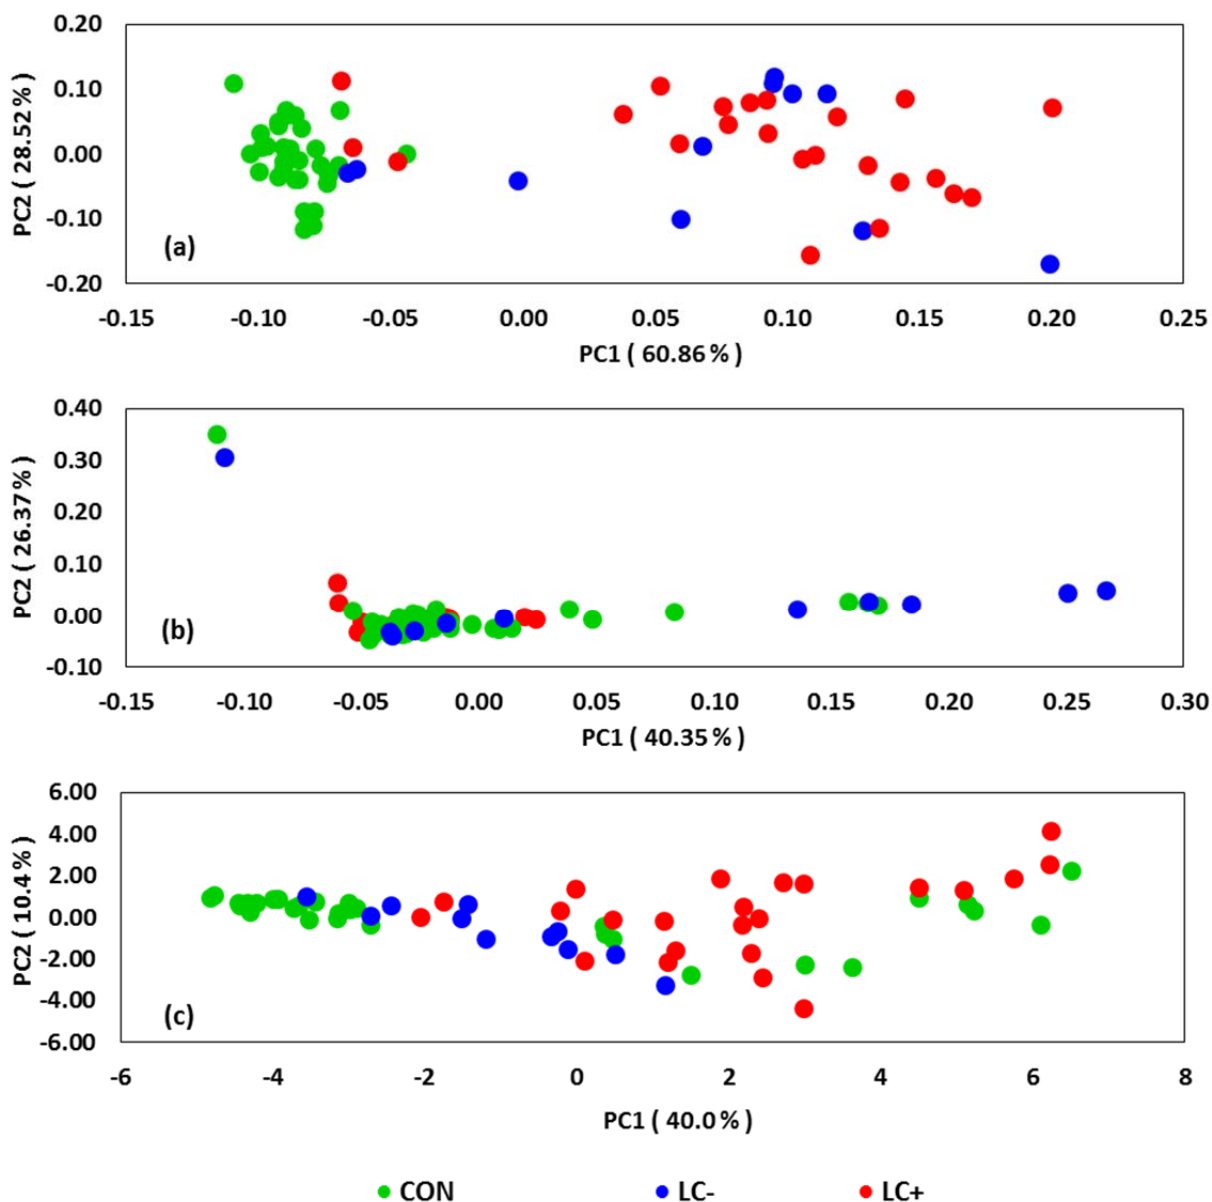 0.20
0.10
0.00
-0.10
-0.20
PC2 ( 28.52 % )
(a)
-0.15 -0.10 -0.05 0.00 0.05 0.10 0.15 0.20 0.25
PC1 ( 60.86 % )
0.40
0.30
0.20
0.10
0.00
-0.10
PC2 ( 26.37 % )
(b)
-0.15 -0.10 -0.05 0.00 0.05 0.10 0.15 0.20 0.25 0.30
PC1 ( 40.35 % )
6.00
4.00
2.00
0.00
-2.00
-4.00
-6.00
PC2 ( 10.4 % )
(c)
-6 -4 -2 0 2 4 6 8
PC1 ( 40.0 % )
CON LC- LC+